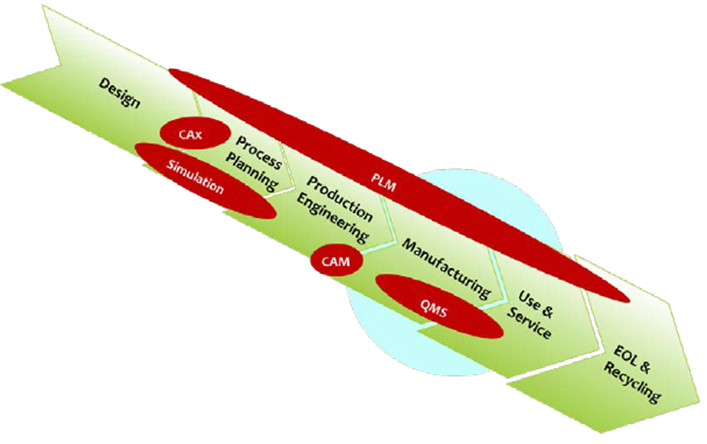 Design
CAx
Simulation
Process
Planning
PLM
Production
Engineering
CAM
Manufacturing
QMS
Use &
Service
EOL &
Recycling